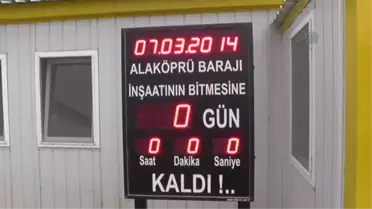 07.03.2014
ALAKÖPRÜ BARAJI
İNŞAATININ BİTMESİNE
0 GÜN
0 0 0
Saat Dakika Saniye
KALDI !..